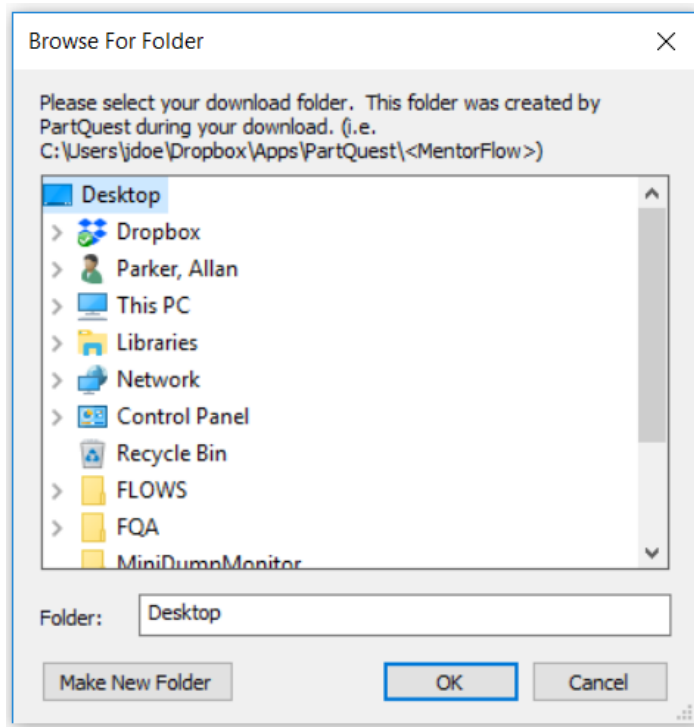 Browse For Folder
Please select your download folder. This folder was created by
PartQuest during your download. (i.e.
C:\Users\jdoe\Dropbox\Apps\PartQuest\<MentorFlow>)
Desktop
Dropbox
Parker, Allan
This PC
Libraries
Network
Control Panel
Recycle Bin
FLOWS
FQA
MiniDumpMonitor
Folder: Desktop
Make New Folder OK Cancel